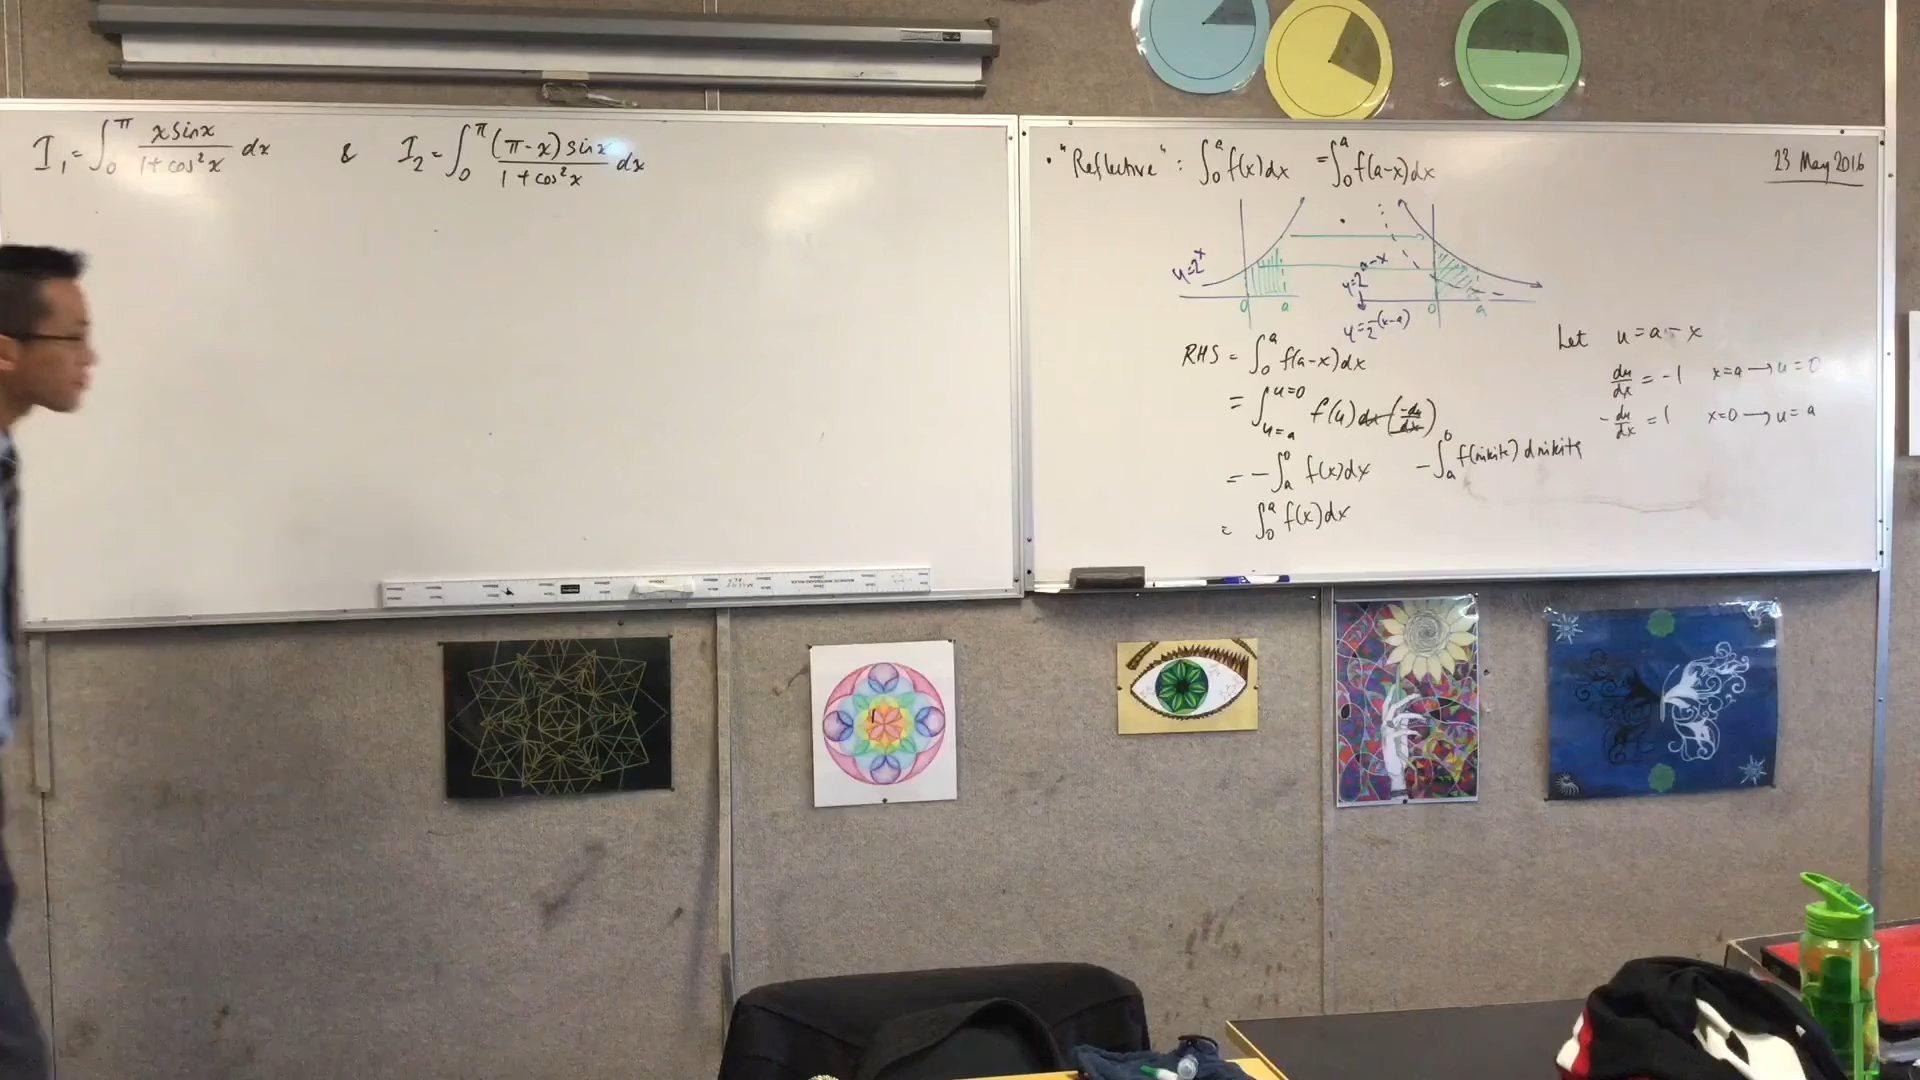 I₁ = ∫₀^π x sinx / 1 + cos²x dx & I₂ = ∫₀^π (π-x) sinx / 1 + cos²x dx
• "Reflective" : ∫₀^a f(x)dx = ∫₀^a f(a-x)dx
23 May 2016
y=2^x
0 a
y=2^(a-x)
y=2^-(x-a)
0 a
RHS = ∫₀^a f(a-x)dx
= ∫_{u=a}^{u=0} f(u) dx (-du/dx)
= -∫_a^0 f(x)dx
-∫_a^0 f(nikita) dnikita
= ∫₀^a f(x)dx
Let u = a - x
du/dx = -1 x=a → u=0
-du/dx = 1 x=0 → u=a